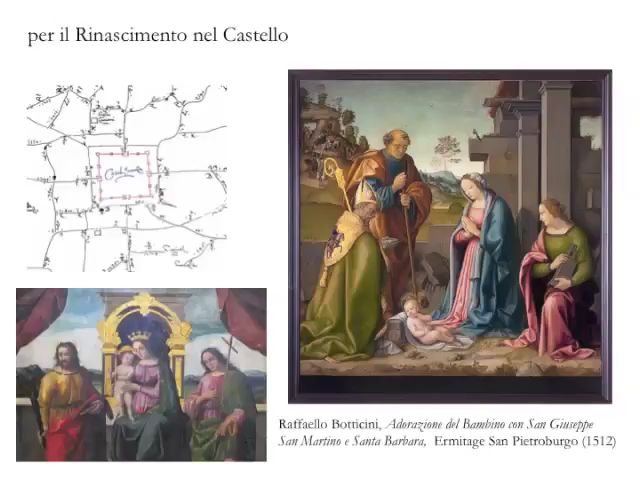 per il Rinascimento nel Castello
Raffaello Botticini, Adorazione del Bambino con San Giuseppe
San Martino e Santa Barbara, Ermitage San Pietroburgo (1512)